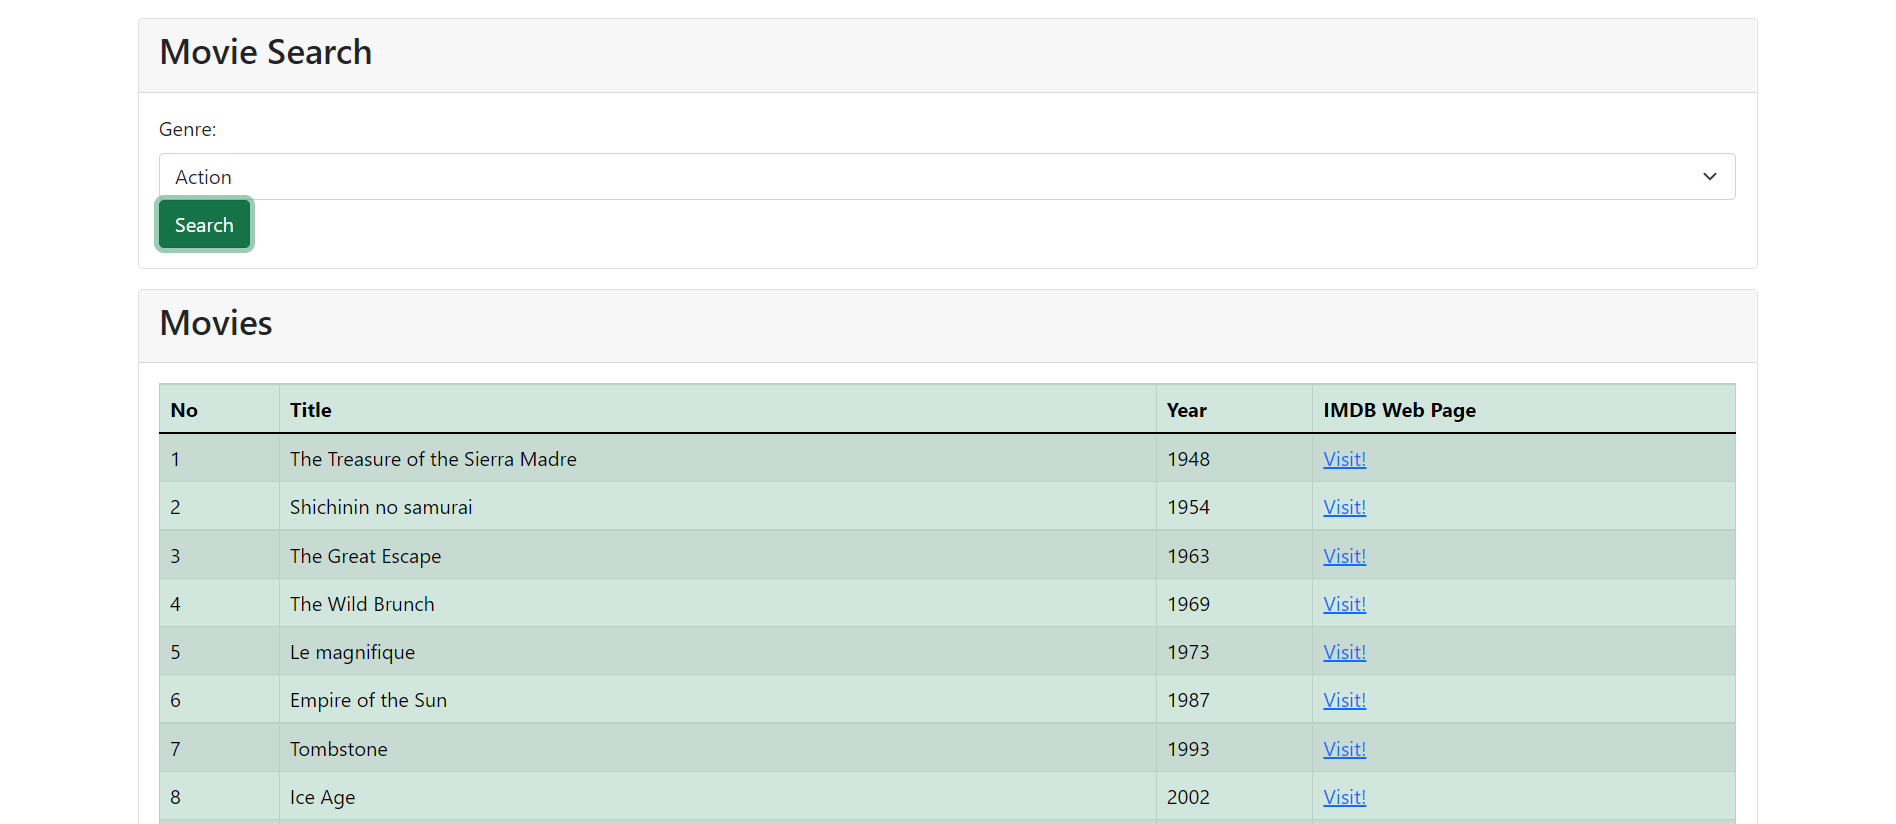 Movie Search
Genre:
Action
Search
Movies
No Title Year IMDB Web Page
1 The Treasure of the Sierra Madre 1948 Visit!
2 Shichinin no samurai 1954 Visit!
3 The Great Escape 1963 Visit!
4 The Wild Brunch 1969 Visit!
5 Le magnifique 1973 Visit!
6 Empire of the Sun 1987 Visit!
7 Tombstone 1993 Visit!
8 Ice Age 2002 Visit!